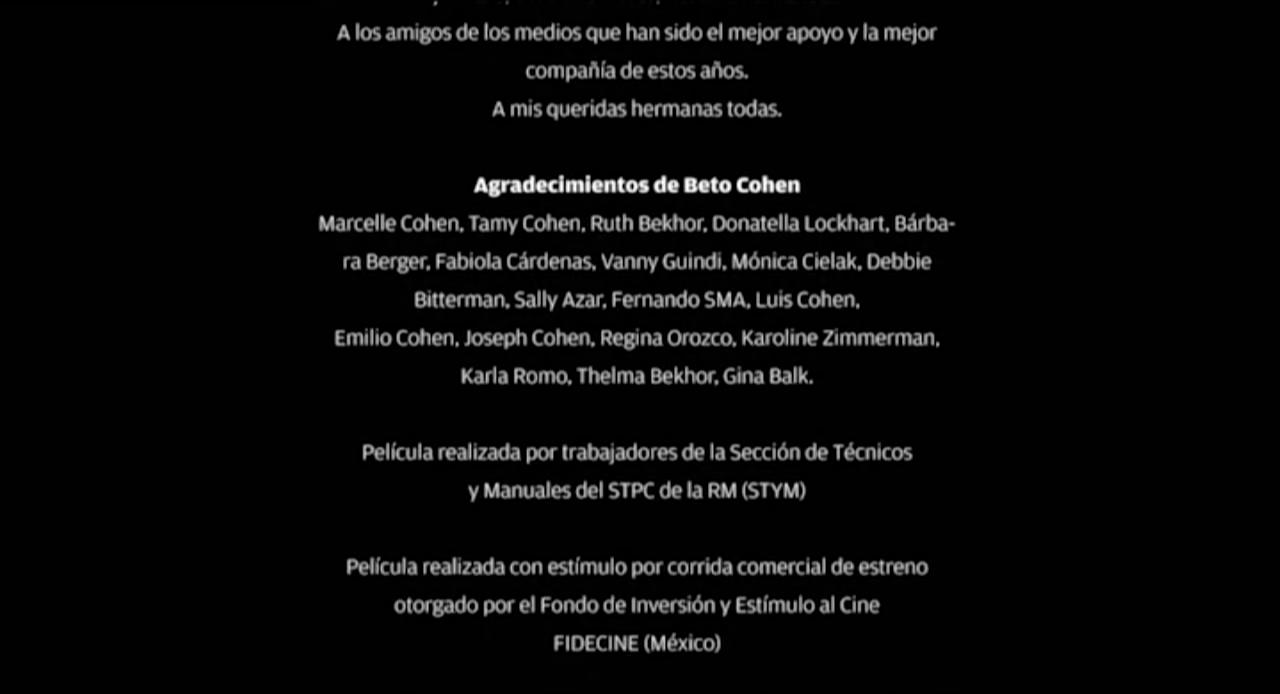 A los amigos de los medios que han sido el mejor apoyo y la mejor
compañía de estos años.
A mis queridas hermanas todas.
Agradecimientos de Beto Cohen
Marcelle Cohen, Tamy Cohen, Ruth Bekhor, Donatella Lockhart, Bárba-
ra Berger, Fabiola Cárdenas, Vanny Guindi, Mónica Cielak, Debbie
Bitterman, Sally Azar, Fernando SMA, Luis Cohen,
Emilio Cohen, Joseph Cohen, Regina Orozco, Karoline Zimmerman,
Karla Romo, Thelma Bekhor, Gina Balk.
Película realizada por trabajadores de la Sección de Técnicos
y Manuales del STPC de la RM (STYM)
Película realizada con estímulo por corrida comercial de estreno
otorgado por el Fondo de Inversión y Estímulo al Cine
FIDECINE (México)